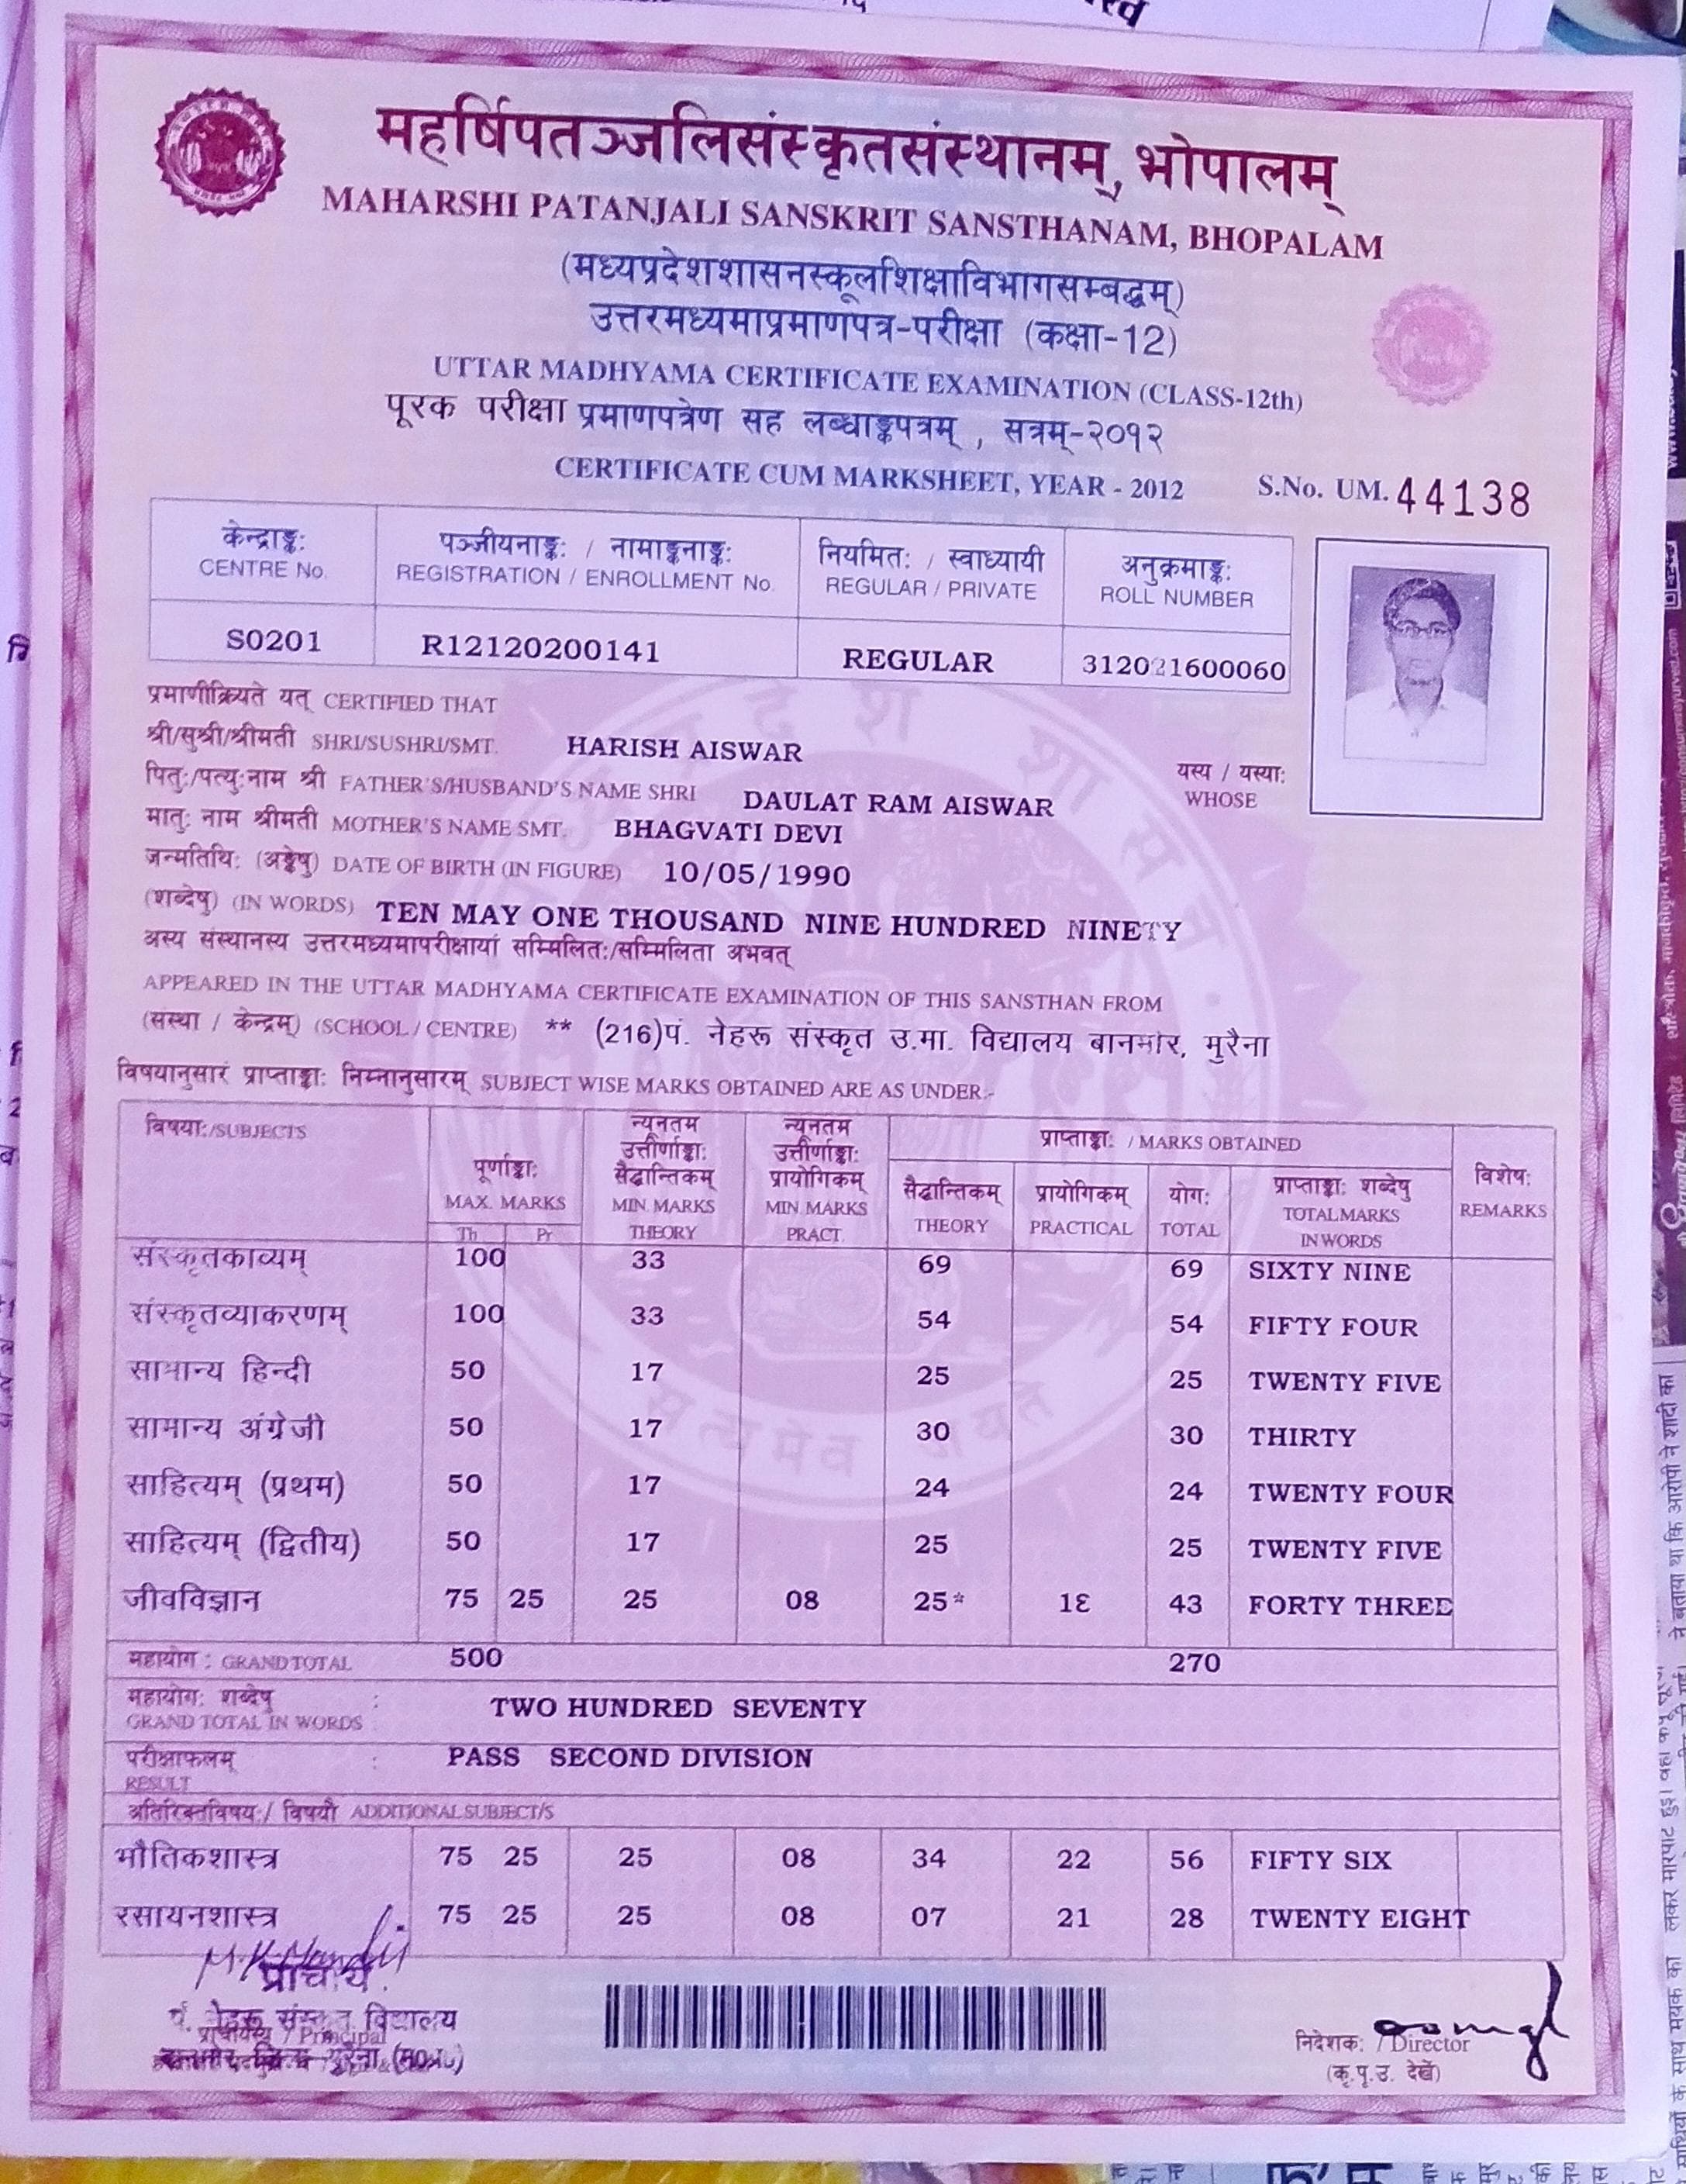 महर्षिपतञ्जलिसंस्कृतसंस्थानम्, भोपालम्
MAHARSHI PATANJALI SANSKRIT SANSTHANAM, BHOPALAM
(मध्यप्रदेशशासनस्कूलशिक्षाविभागसम्बद्धम्)
उत्तरमध्यमाप्रमाणपत्र-परीक्षा (कक्षा-12)
UTTAR MADHYAMA CERTIFICATE EXAMINATION (CLASS-12th)
पूरक परीक्षा प्रमाणपत्रेण सह लब्धाङ्कपत्रम् , सत्रम्-२०१२
CERTIFICATE CUM MARKSHEET, YEAR - 2012 S.No. UM. 44138
केन्द्राङ्कः पञ्जीयनाङ्कः / नामाङ्कनाङ्कः नियमितः / स्वाध्यायी अनुक्रमाङ्कः
CENTRE No. REGISTRATION / ENROLLMENT No. REGULAR / PRIVATE ROLL NUMBER
S0201 R12120200141 REGULAR 312021600060
प्रमाणीक्रियते यत् CERTIFIED THAT
श्री/सुश्री/श्रीमती SHRI/SUSHRI/SMT. HARISH AISWAR
पितुः/पत्युःनाम श्री FATHER'S/HUSBAND'S NAME SHRI DAULAT RAM AISWAR यस्य / यस्याः
WHOSE
मातुः नाम श्रीमती MOTHER'S NAME SMT. BHAGVATI DEVI
जन्मतिथिः (अङ्केषु) DATE OF BIRTH (IN FIGURE) 10/05/1990
(शब्देषु) (IN WORDS) TEN MAY ONE THOUSAND NINE HUNDRED NINETY
अस्य संस्थानस्य उत्तरमध्यमापरीक्षायां सम्मिलितः/सम्मिलिता अभवत्
APPEARED IN THE UTTAR MADHYAMA CERTIFICATE EXAMINATION OF THIS SANSTHAN FROM
(संस्था / केन्द्रम्) (SCHOOL / CENTRE) ** (216)पं. नेहरू संस्कृत उ.मा. विद्यालय बानमोर, मुरैना
विषयानुसारं प्राप्ताङ्काः निम्नानुसारम् SUBJECT WISE MARKS OBTAINED ARE AS UNDER:-
विषयाः/SUBJECTS पूर्णाङ्काः न्यूनतम उत्तीर्णाङ्काः सैद्धान्तिकम् न्यूनतम उत्तीर्णाङ्काः प्रायोगिकम् प्राप्ताङ्काः / MARKS OBTAINED विशेषः
MAX. MARKS MIN. MARKS MIN. MARKS सैद्धान्तिकम् प्रायोगिकम् योगः प्राप्ताङ्काः शब्देषु REMARKS
Th Pr THEORY PRACT. THEORY PRACTICAL TOTAL TOTAL MARKS IN WORDS
संस्कृतकाव्यम् 100 33 69 69 SIXTY NINE
संस्कृतव्याकरणम् 100 33 54 54 FIFTY FOUR
सामान्य हिन्दी 50 17 25 25 TWENTY FIVE
सामान्य अंग्रेजी 50 17 30 30 THIRTY
साहित्यम् (प्रथम) 50 17 24 24 TWENTY FOUR
साहित्यम् (द्वितीय) 50 17 25 25 TWENTY FIVE
जीवविज्ञान 75 25 25 08 25* 18 43 FORTY THREE
महायोग : GRAND TOTAL 500 270
महायोगः शब्देषु :
GRAND TOTAL IN WORDS TWO HUNDRED SEVENTY
परीक्षाफलम् : PASS SECOND DIVISION
RESULT
अतिरिक्तविषयः/ विषयौ ADDITIONAL SUBJECT/S
भौतिकशास्त्र 75 25 25 08 34 22 56 FIFTY SIX
रसायनशास्त्र 75 25 25 08 07 21 28 TWENTY EIGHT
प्राचार्य
पं. नेहरू संस्कृत विद्यालय
Principal
मुरैना (म०प्र०)
निदेशकः / Director
(कृ.पृ.उ. देखें)